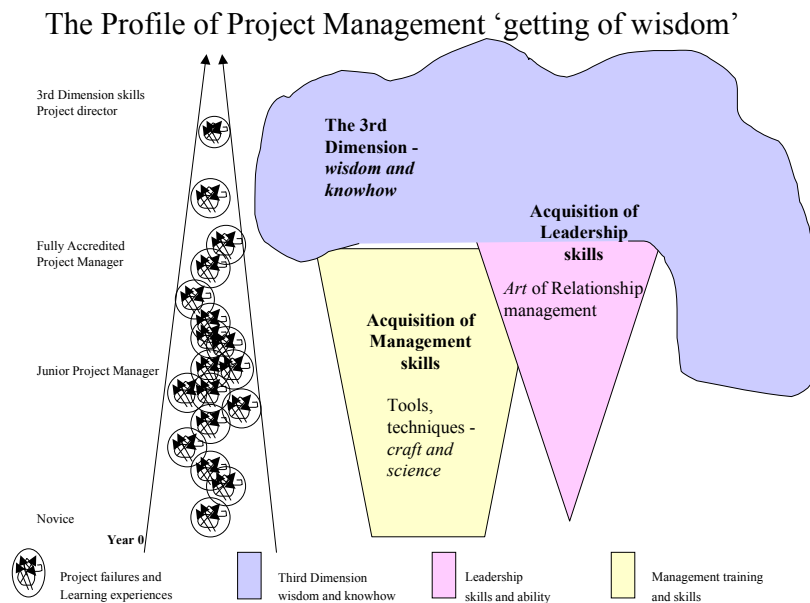 The Profile of Project Management ‘getting of wisdom’
3rd Dimension skills
Project director
Fully Accredited
Project Manager
Junior Project Manager
Novice
Year 0
The 3rd
Dimension -
wisdom and
knowhow
Acquisition of
Leadership
skills
Art of Relationship
management
Acquisition of
Management
skills
Tools,
techniques -
craft and
science
Project failures and
Learning experiences
Third Dimension
wisdom and knowhow
Leadership
skills and ability
Management training
and skills